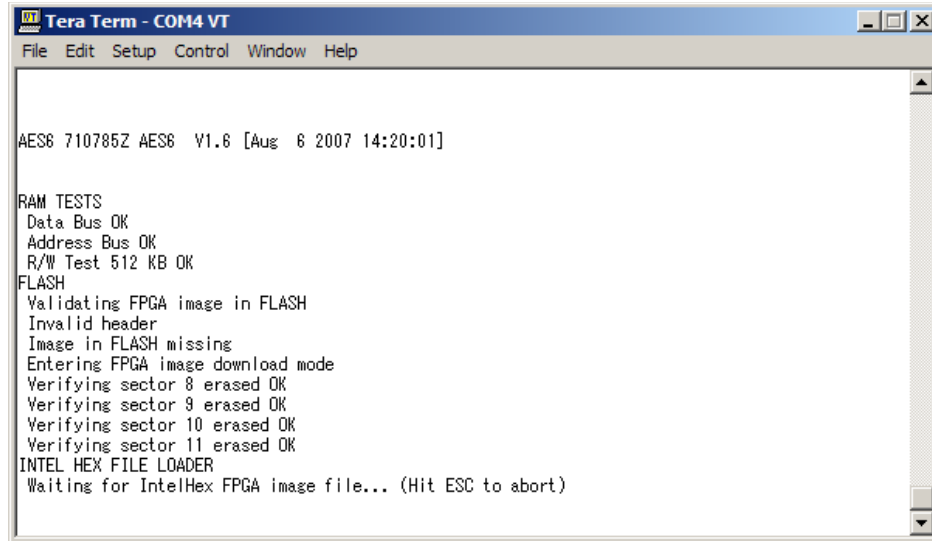 Tera Term - COM4 VT
File Edit Setup Control Window Help
AES6 710785Z AES6  V1.6 [Aug  6 2007 14:20:01]
RAM TESTS
Data Bus OK
Address Bus OK
R/W Test 512 KB OK
FLASH
Validating FPGA image in FLASH
Invalid header
Image in FLASH missing
Entering FPGA image download mode
Verifying sector 8 erased OK
Verifying sector 9 erased OK
Verifying sector 10 erased OK
Verifying sector 11 erased OK
INTEL HEX FILE LOADER
Waiting for IntelHex FPGA image file... (Hit ESC to abort)